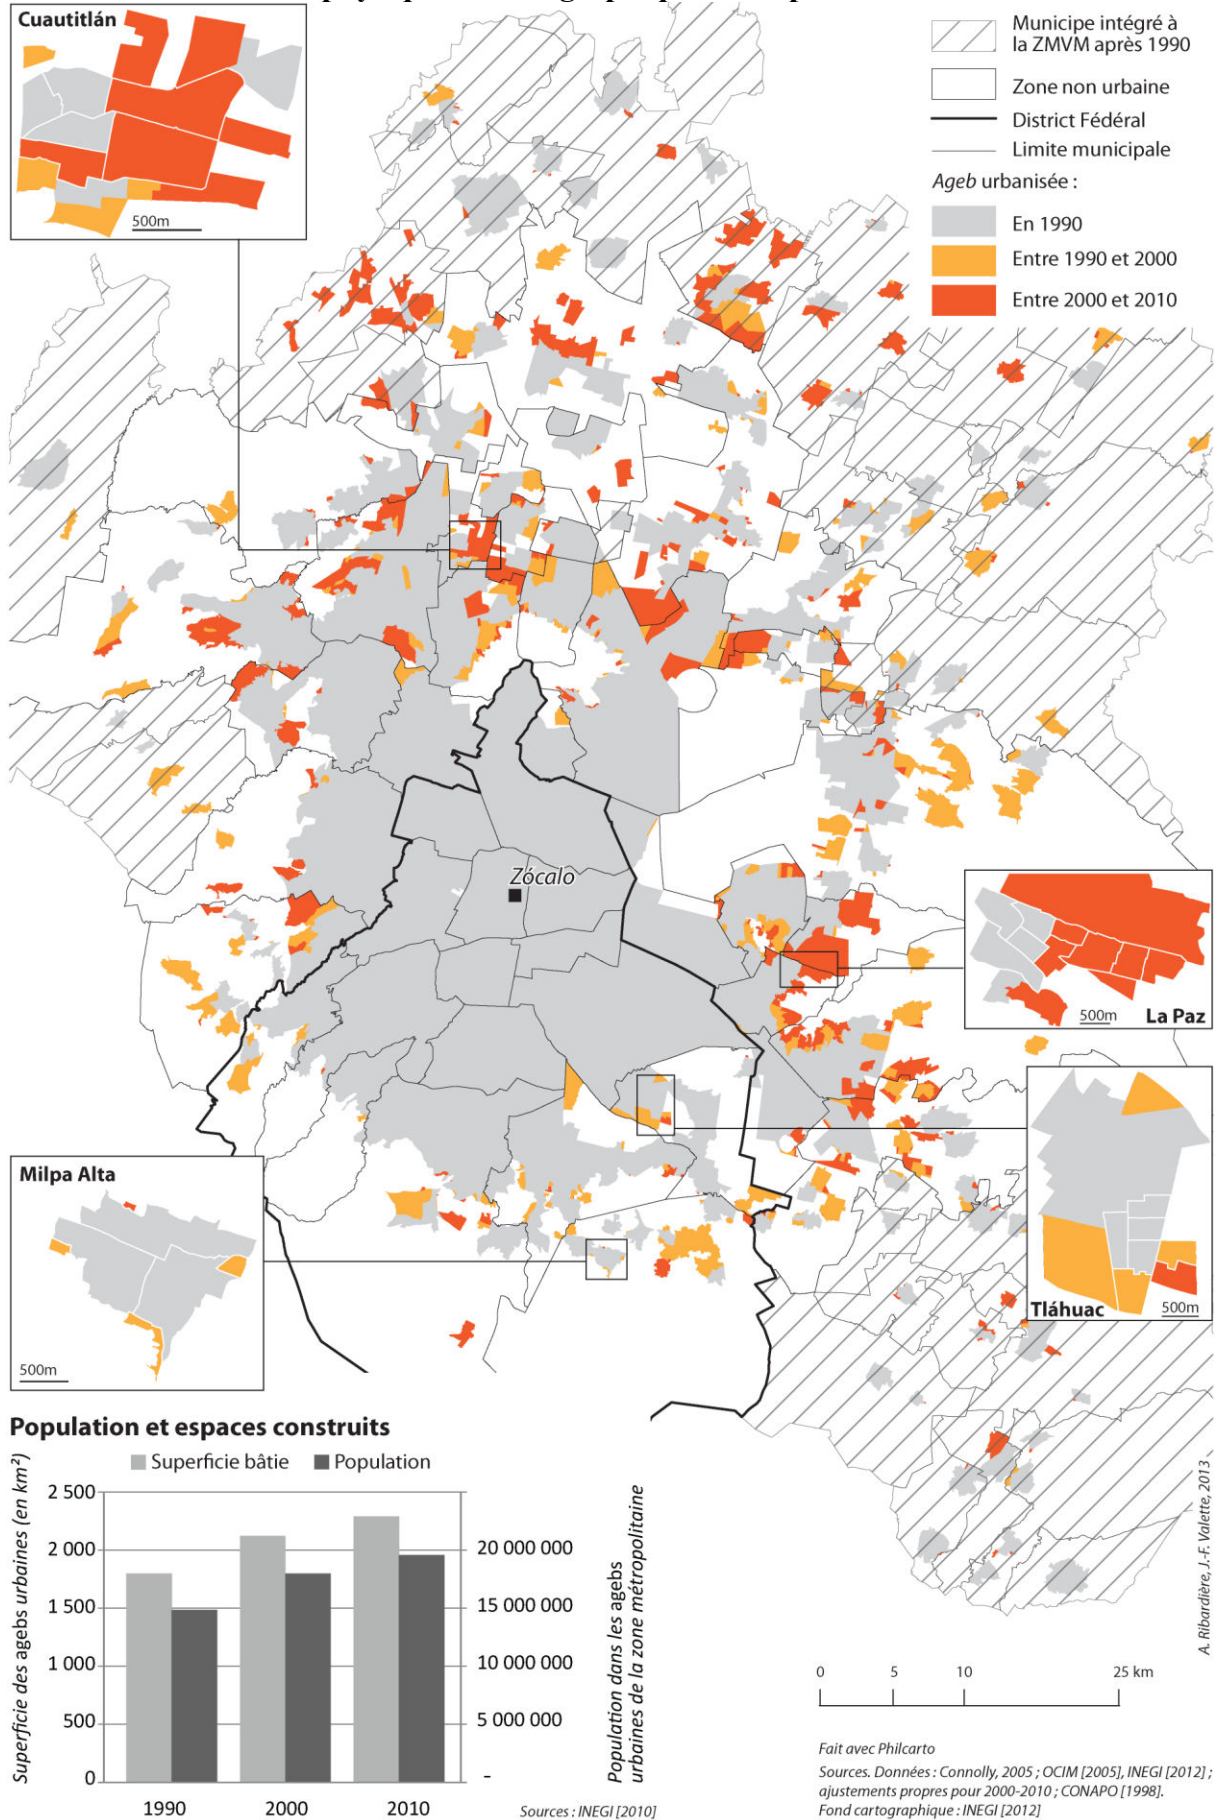 Cuautitlán
500m
Municipe intégré à
la ZMVM après 1990
Zone non urbaine
District Fédéral
Limite municipale
Ageb urbanisée :
En 1990
Entre 1990 et 2000
Entre 2000 et 2010
Zócalo
500m
La Paz
Tláhuac
500m
Milpa Alta
500m
Population et espaces construits
Superficie bâtie
Population
Superficie des agebs urbaines (en km²)
2 500
2 000
1 500
1 000
500
0
20 000 000
15 000 000
10 000 000
5 000 000
-
Population dans les agebs
urbaines de la zone métropolitaine
1990
2000
2010
Sources : INEGI [2010]
A. Ribardière, J.-F. Valette, 2013
0
5
10
25 km
Fait avec Philcarto
Sources. Données : Connolly, 2005 ; OCIM [2005], INEGI [2012] ;
ajustements propres pour 2000-2010 ; CONAPO [1998].
Fond cartographique : INEGI [2012]